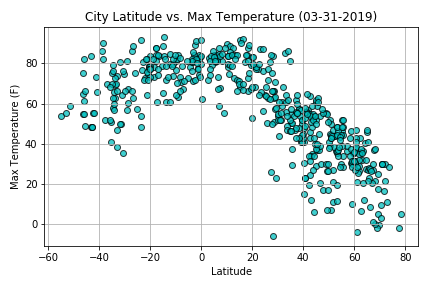 City Latitude vs. Max Temperature (03-31-2019)
Max Temperature (F)
80
60
40
20
0
−60 −40 −20 0 20 40 60 80
Latitude